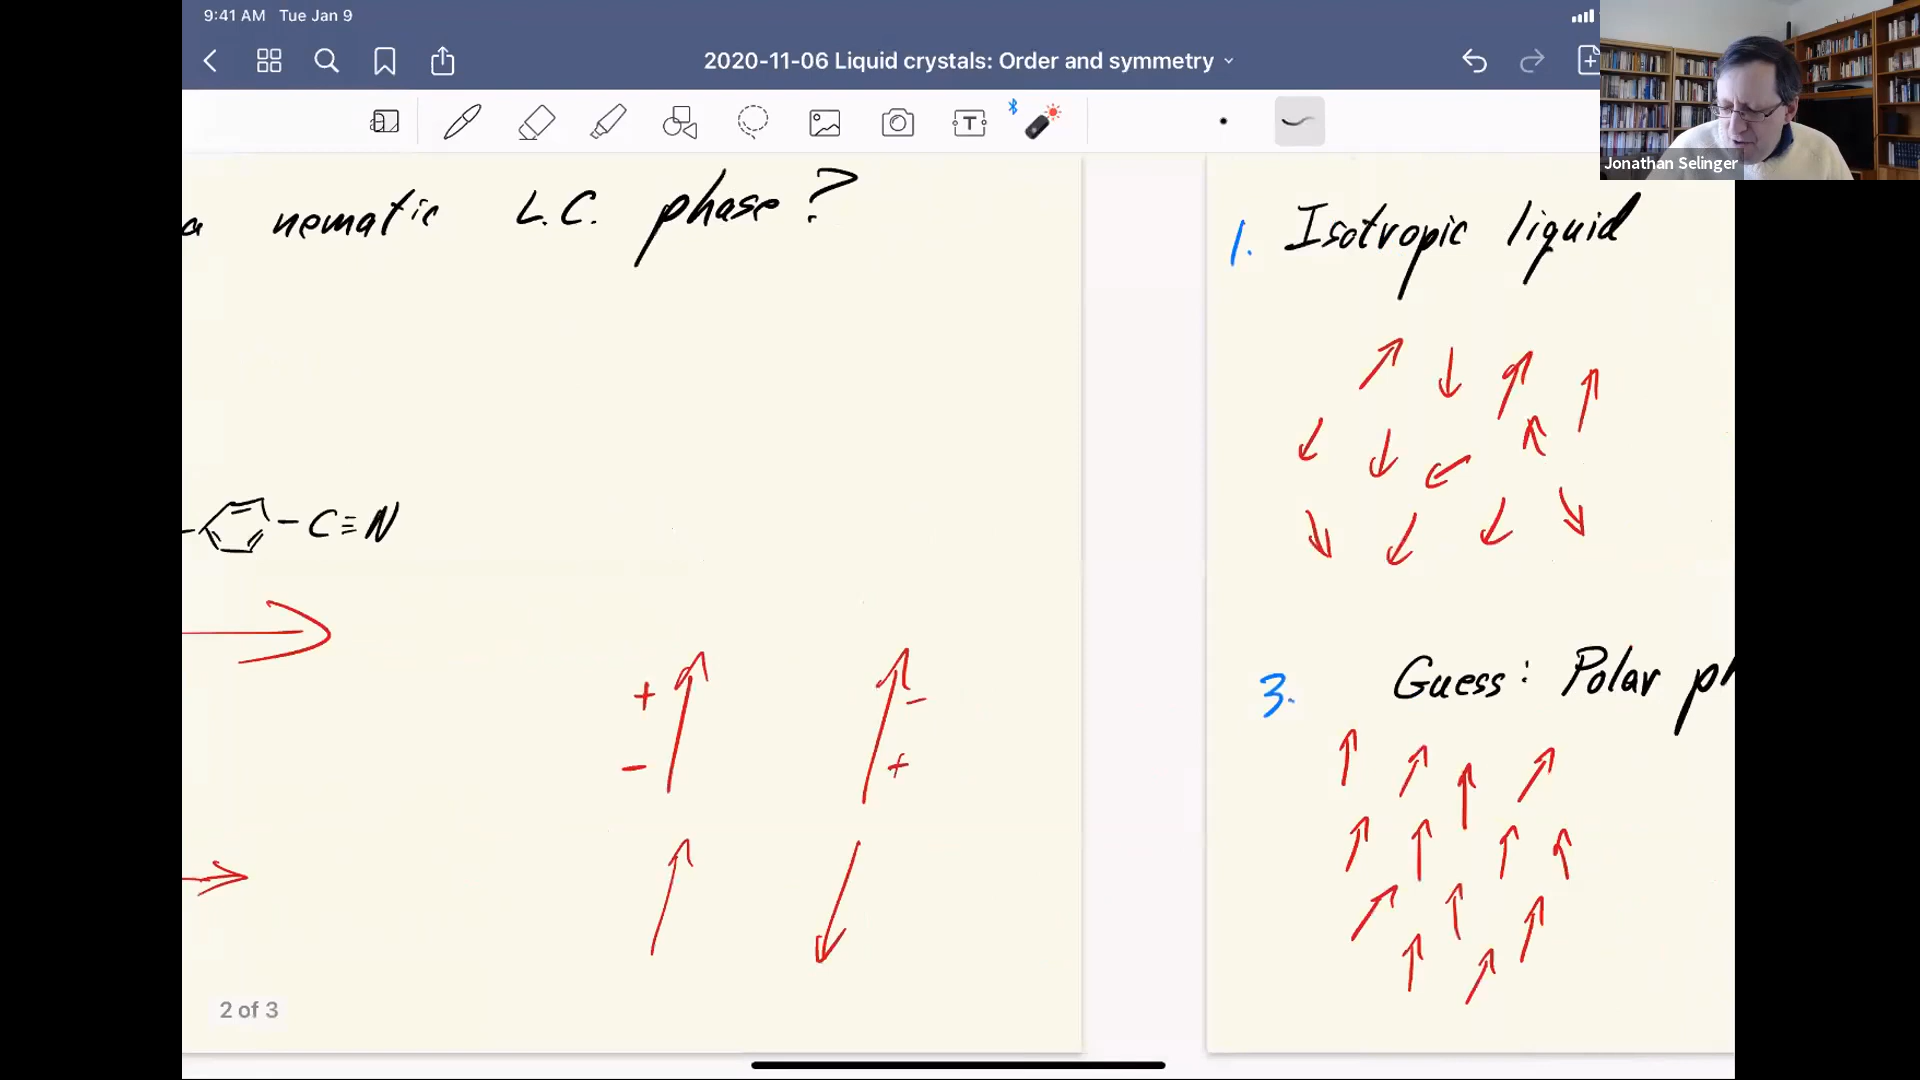 9:41 AM Tue Jan 9
2020-11-06 Liquid crystals: Order and symmetry
T
Jonathan Selinger
a nematic L.C. phase?
-C≡N
+
-
-
+
2 of 3
1. Isotropic liquid
3. Guess: Polar ph